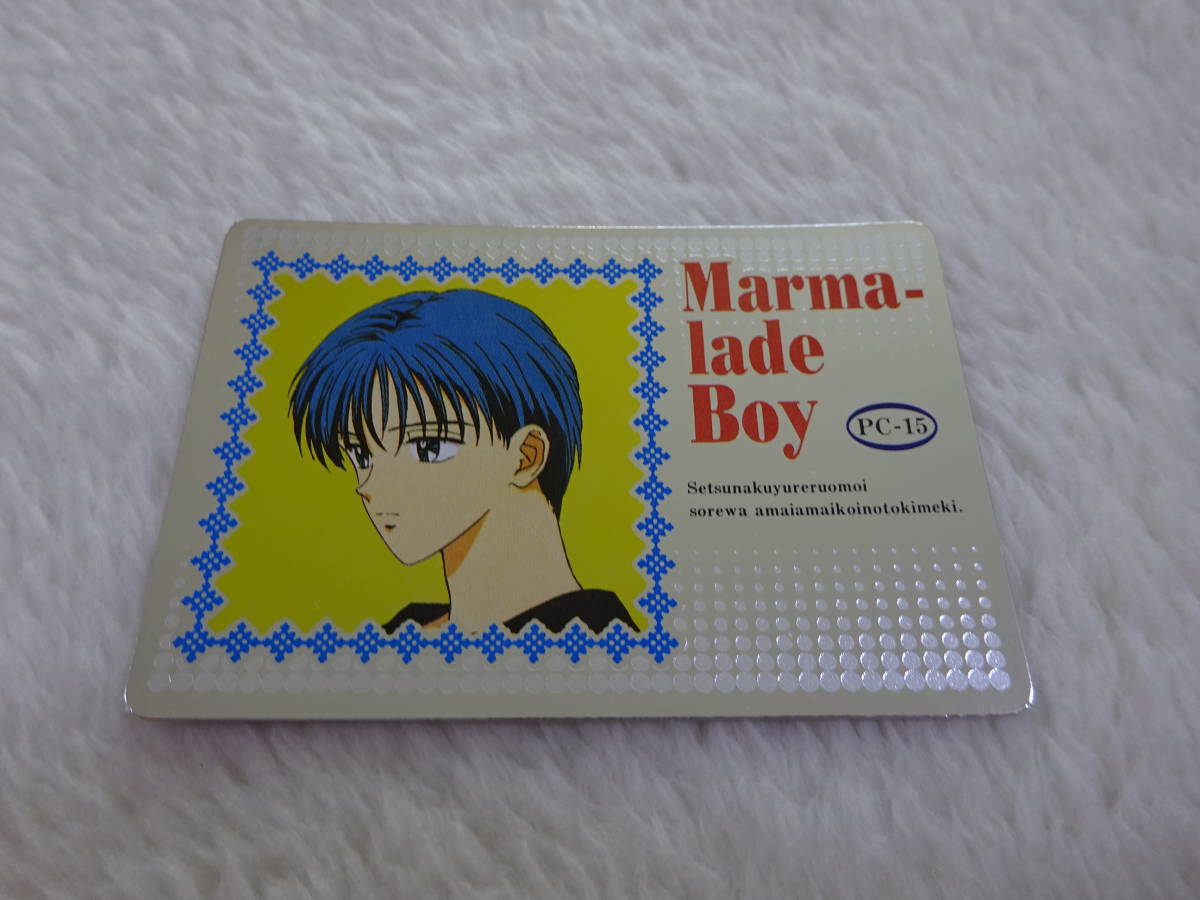 Marma-
lade
Boy
PC-15
Setsunakuyureruomoi
sorewa amaiamaikoinotokimeki.